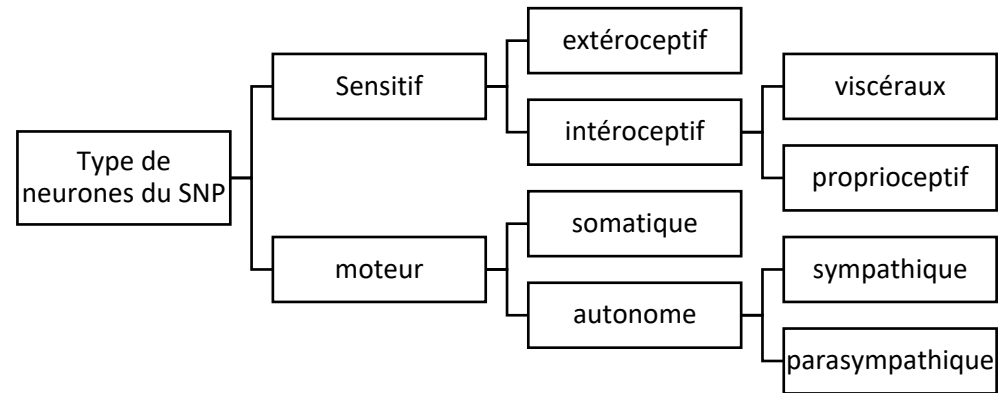 Type de
neurones du SNP
Sensitif
extéroceptif
intéroceptif
viscéraux
proprioceptif
moteur
somatique
autonome
sympathique
parasympathique